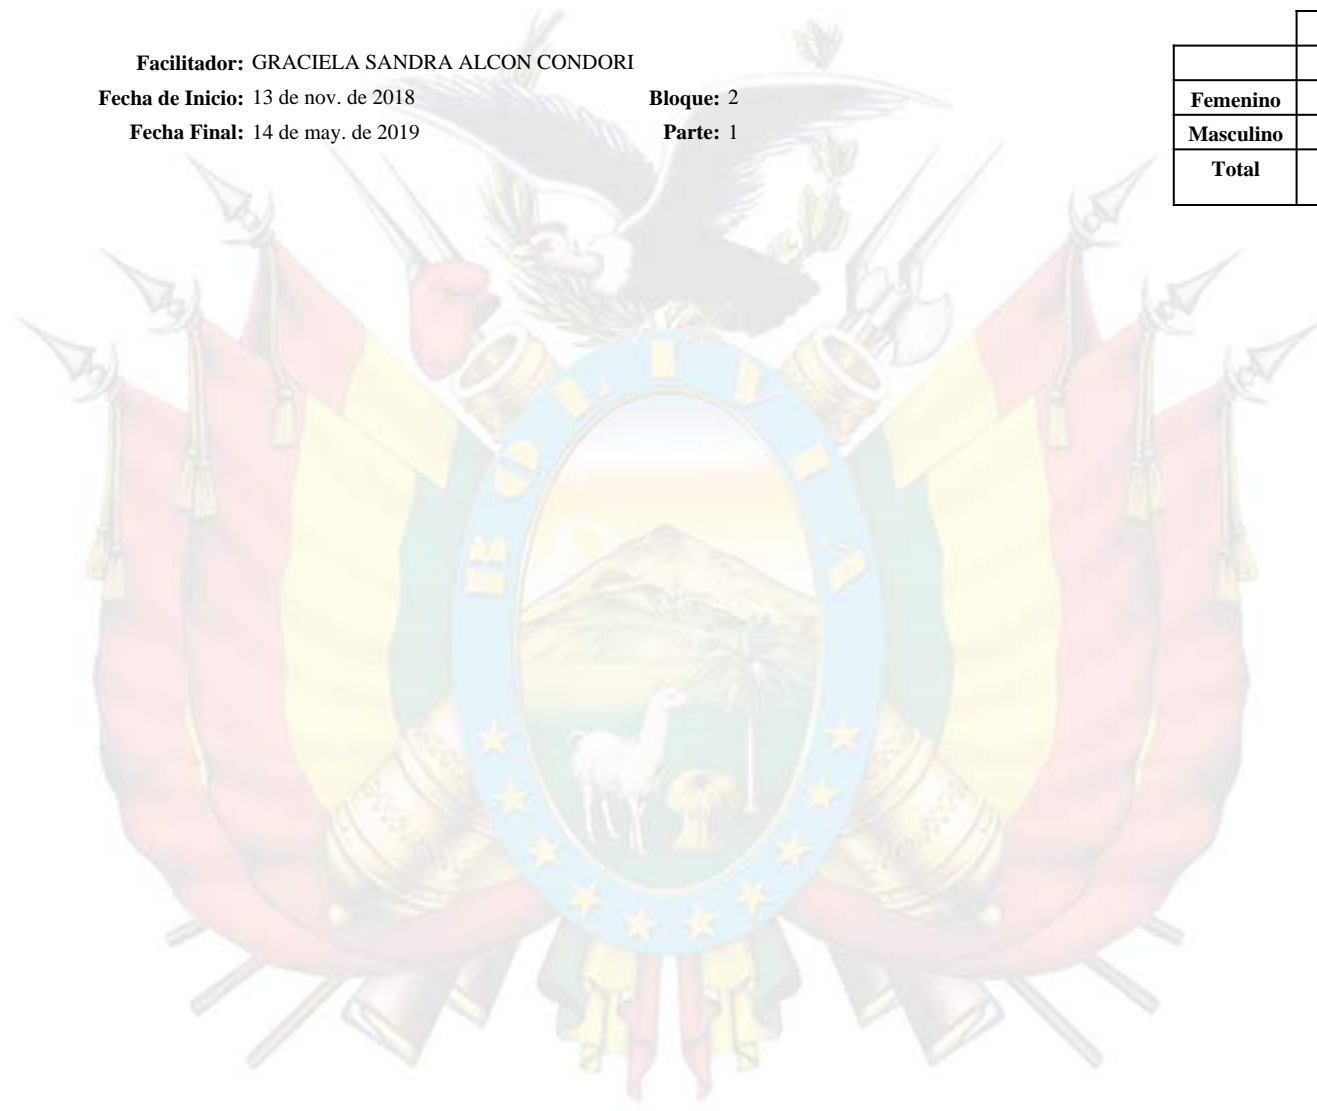 Facilitador: GRACIELA SANDRA ALCON CONDORI
Fecha de Inicio: 13 de nov. de 2018 Bloque: 2
Fecha Final: 14 de may. de 2019 Parte: 1
Femenino
Masculino
Total
BOLIVIA